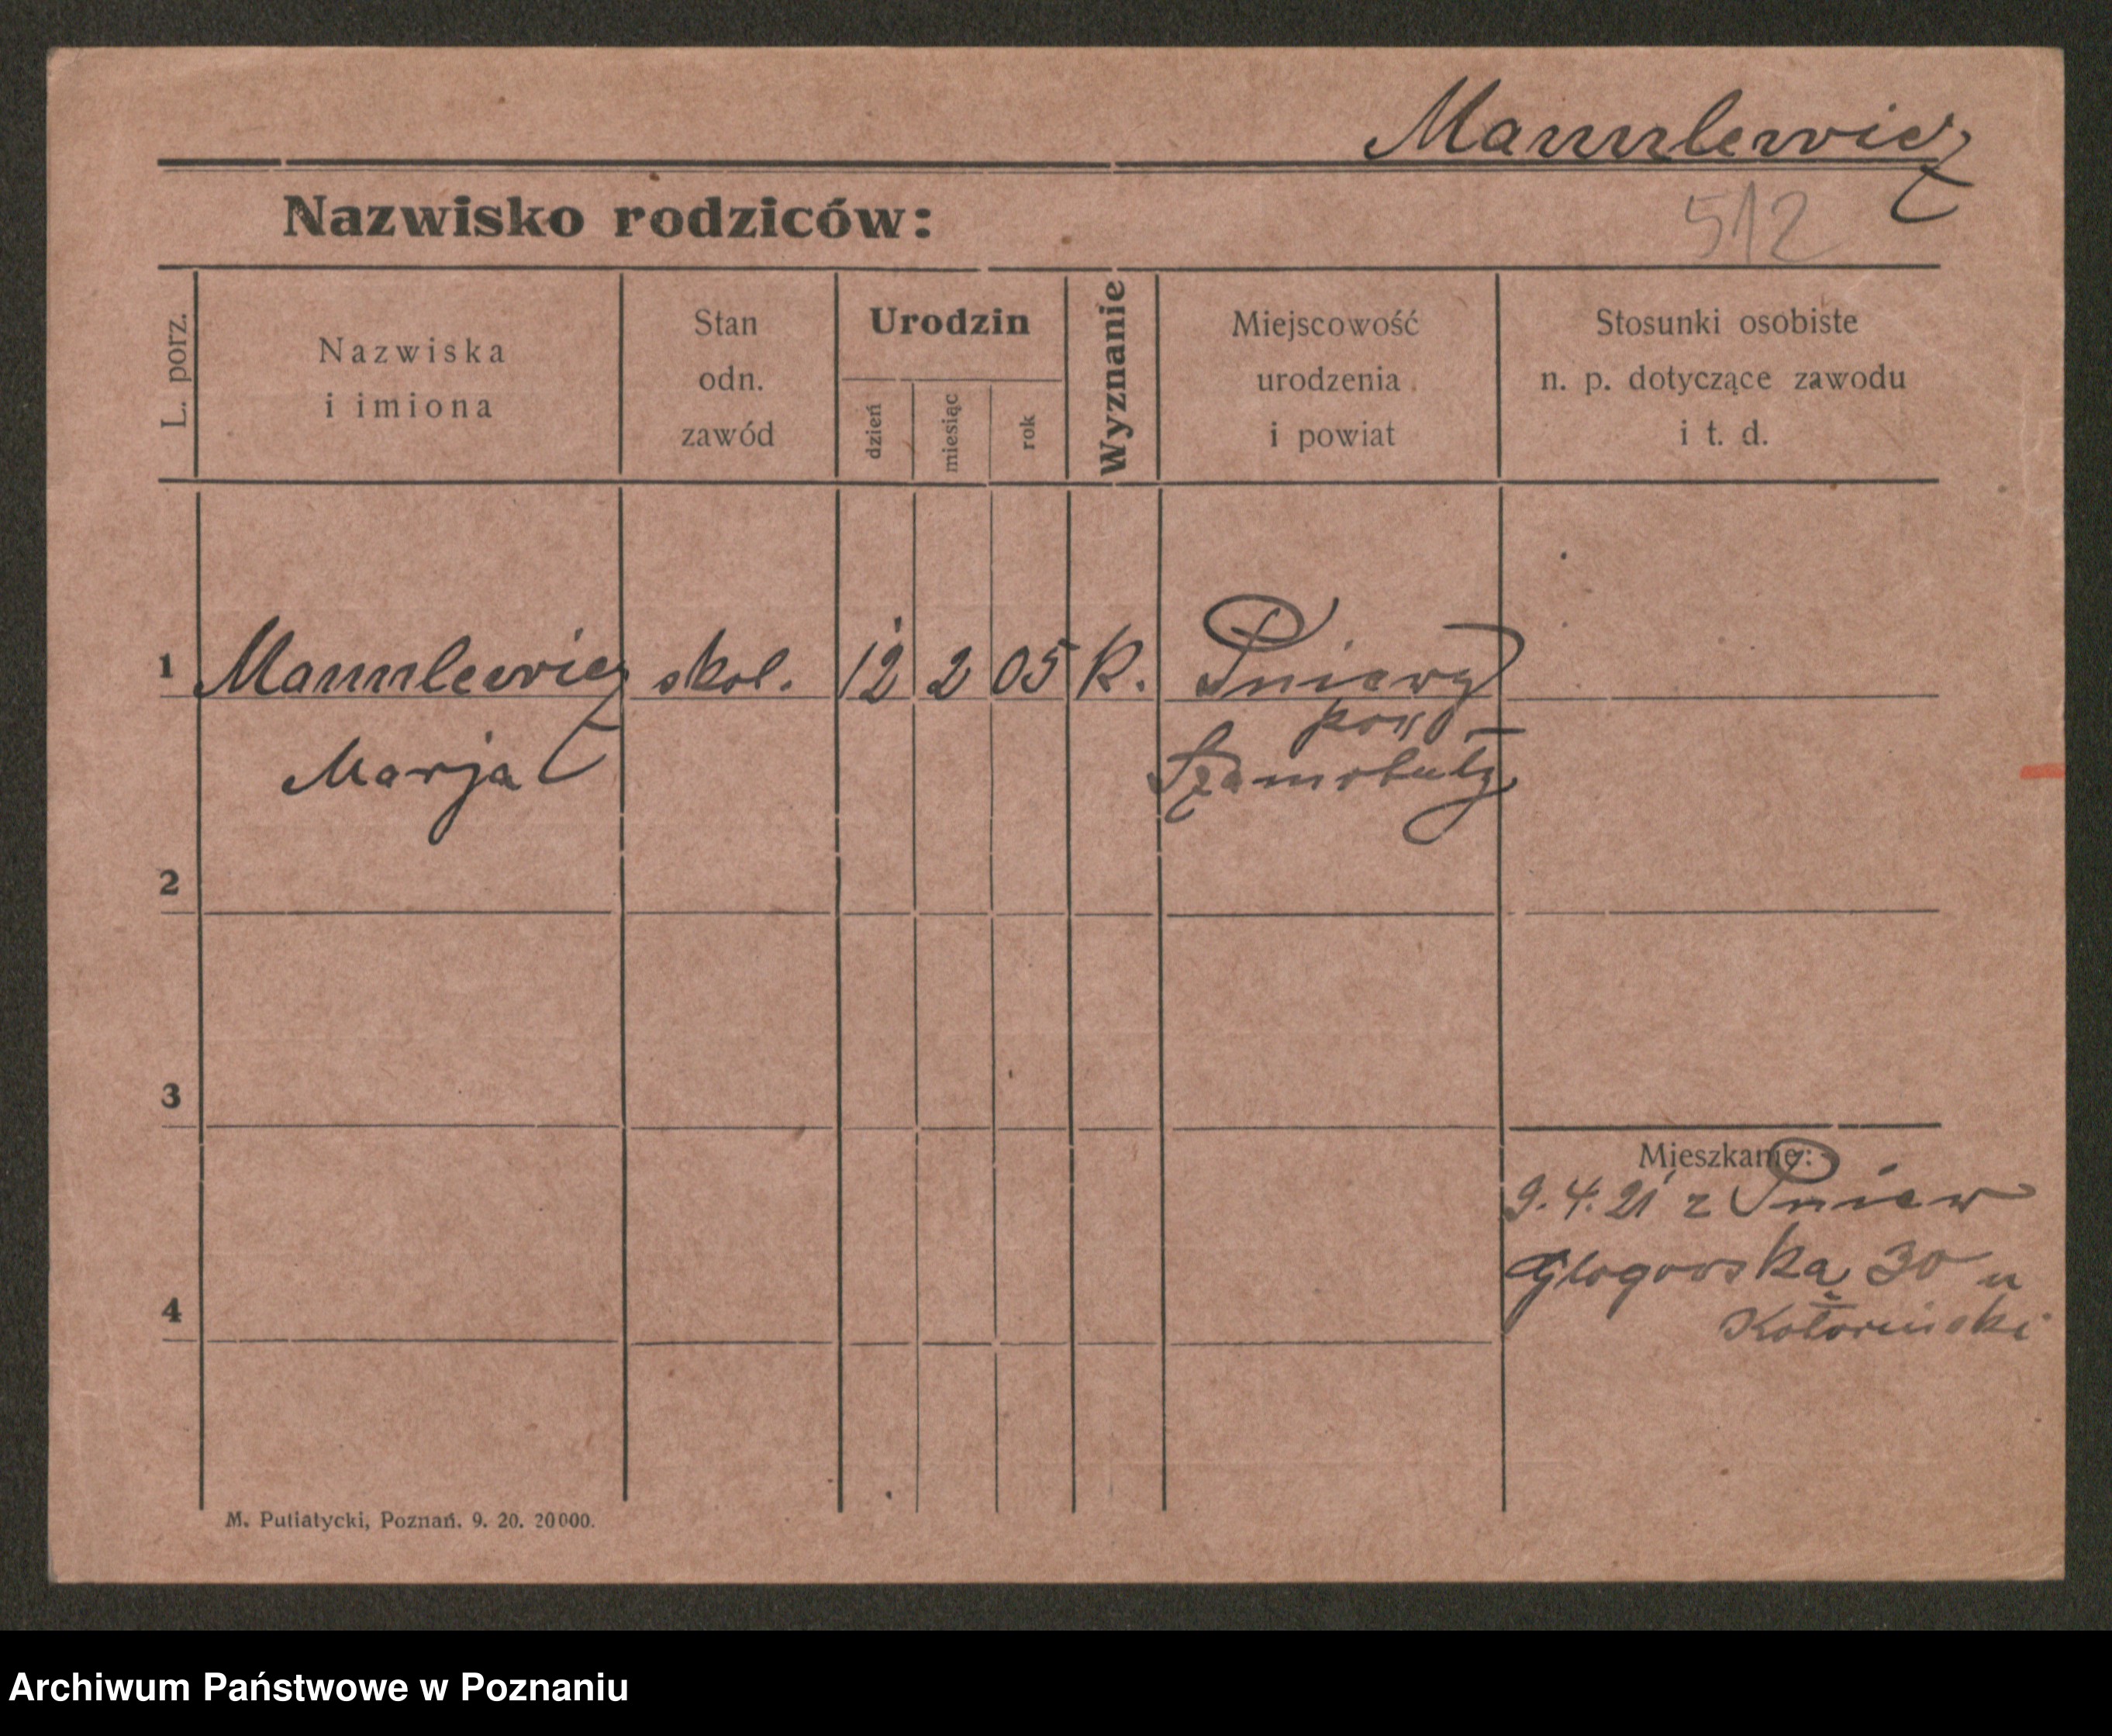 Mannlewicz
512
Nazwisko rodziców:
L. porz.
Nazwiska
i imiona
Stan
odn.
zawód
Urodzin
dzień
miesiąc
rok
Wyznanie
Miejscowość
urodzenia
i powiat
Stosunki osobiste
n. p. dotyczące zawodu
i t. d.
1 Mannlewicz skol. 12 2 05 K. Pniewy
pow.
Marja Szamotuły
2
3
Mieszkanie:
9.4.21 z Pniew
Głogowska 30 u
4
M. Putiatycki, Poznań. 9. 20. 20000.
Archiwum Państwowe w Poznaniu